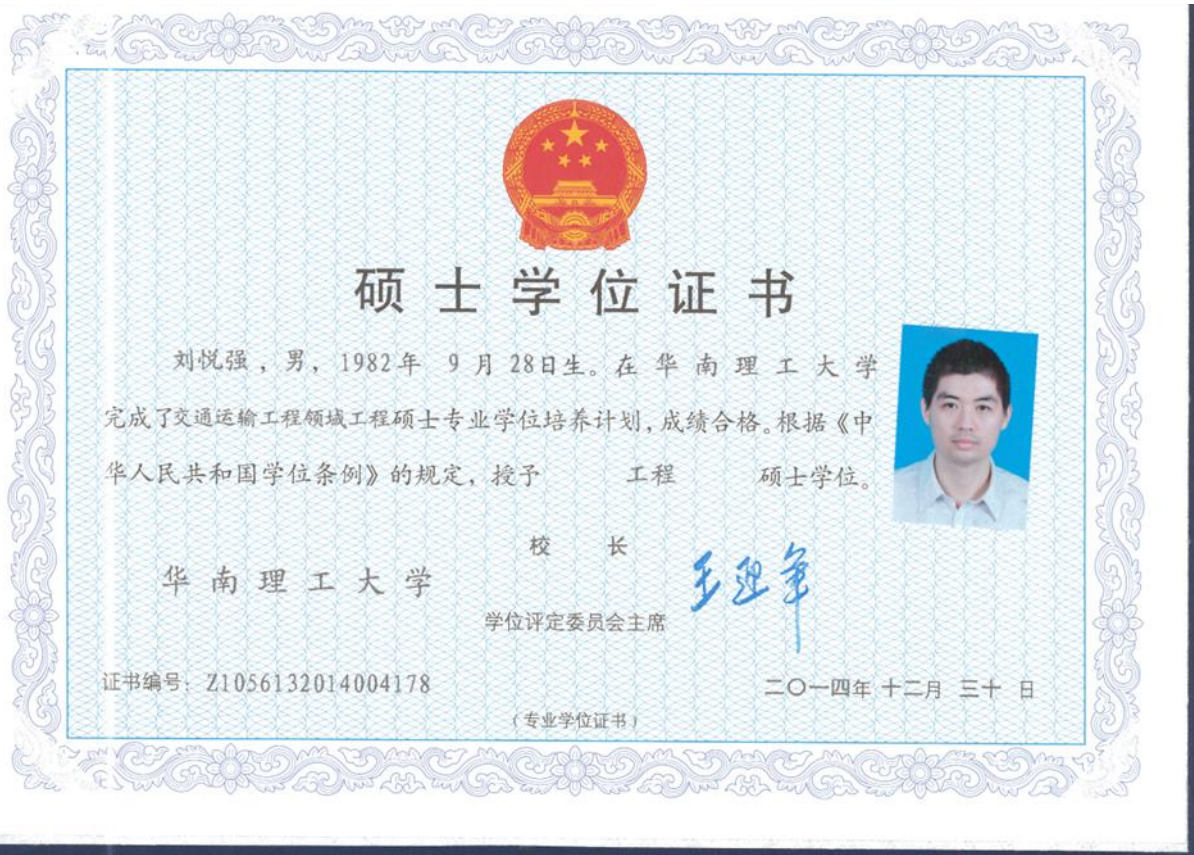 硕士学位证书
刘悦强，男，1982年 9月 28日生。在 华南理工大学
完成了交通运输工程领域工程硕士专业学位培养计划，成绩合格。根据《中
华人民共和国学位条例》的规定，授予 工程 硕士学位。
校 长
华南理工大学
王迎军
学位评定委员会主席
证书编号：Z1056132014004178
二〇一四年 十二月 三十 日
（专业学位证书）